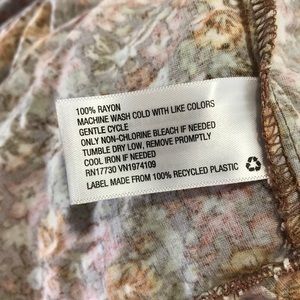 100% RAYON
MACHINE WASH COLD WITH LIKE COLORS
GENTLE CYCLE
ONLY NON-CHLORINE BLEACH IF NEEDED
TUMBLE DRY LOW, REMOVE PROMPTLY
COOL IRON IF NEEDED
RN17730 VN1974109
LABEL MADE FROM 100% RECYCLED PLASTIC